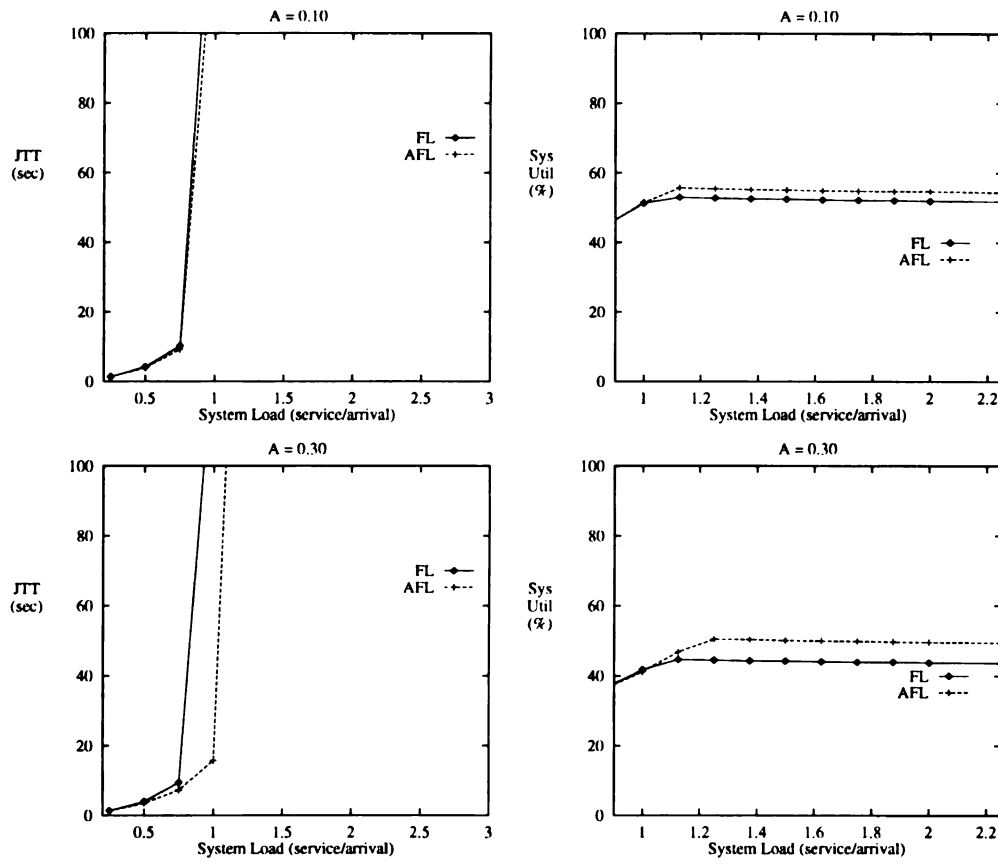 A = 0.10
100
80
60
40
20
0
JTT
(sec)
FL
AFL
0.5 1 1.5 2 2.5 3
System Load (service/arrival)
A = 0.10
100
80
60
40
20
0
Sys
Util
(%)
FL
AFL
1 1.2 1.4 1.6 1.8 2 2.2
System Load (service/arrival)
A = 0.30
100
80
60
40
20
0
JTT
(sec)
FL
AFL
0.5 1 1.5 2 2.5 3
System Load (service/arrival)
A = 0.30
100
80
60
40
20
0
Sys
Util
(%)
FL
AFL
1 1.2 1.4 1.6 1.8 2 2.2
System Load (service/arrival)